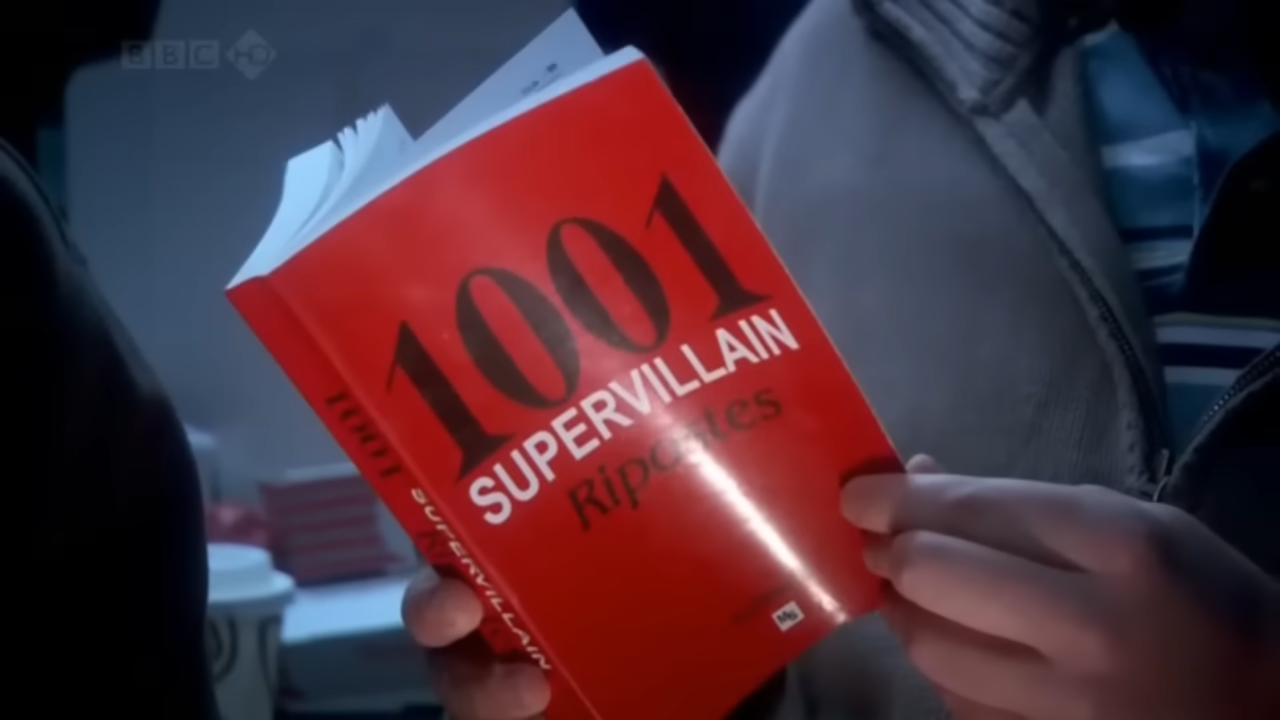 BBC HD
1001
SUPERVILLAIN
Ripostes
1001
SUPERVILLAIN